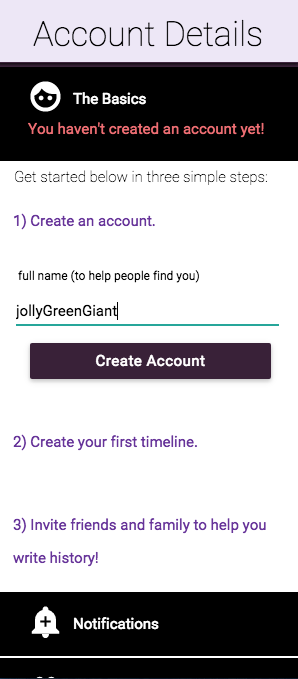 Account Details
The Basics
You haven't created an account yet!
Get started below in three simple steps:
1) Create an account.
full name (to help people find you)
jollyGreenGiant
Create Account
2) Create your first timeline.
3) Invite friends and family to help you
write history!
Notifications